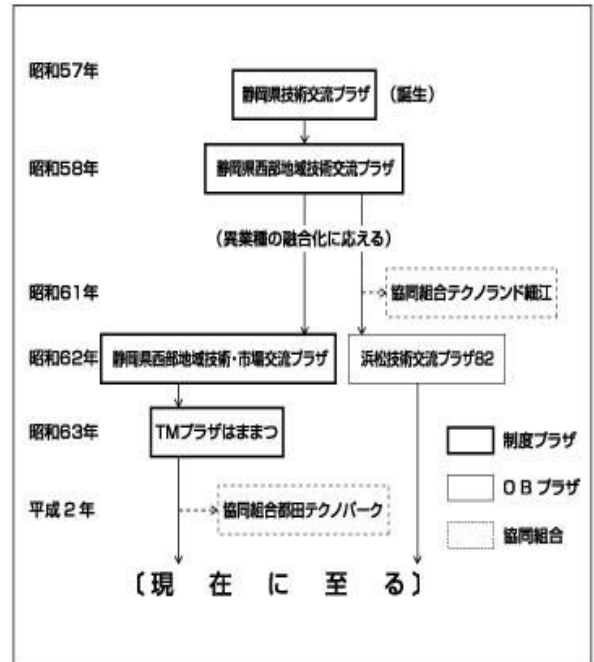 昭和57年
静岡県技術交流プラザ (誕生)
昭和58年
静岡県西部地域技術交流プラザ
(異業種の融合化に応える)
昭和61年
協同組合テクノランド細江
昭和62年
静岡県西部地域技術・市場交流プラザ
浜松技術交流プラザ82
昭和63年
TMプラザはままつ
制度プラザ
OBプラザ
平成2年
協同組合都田テクノパーク
協同組合
〔現在に至る〕